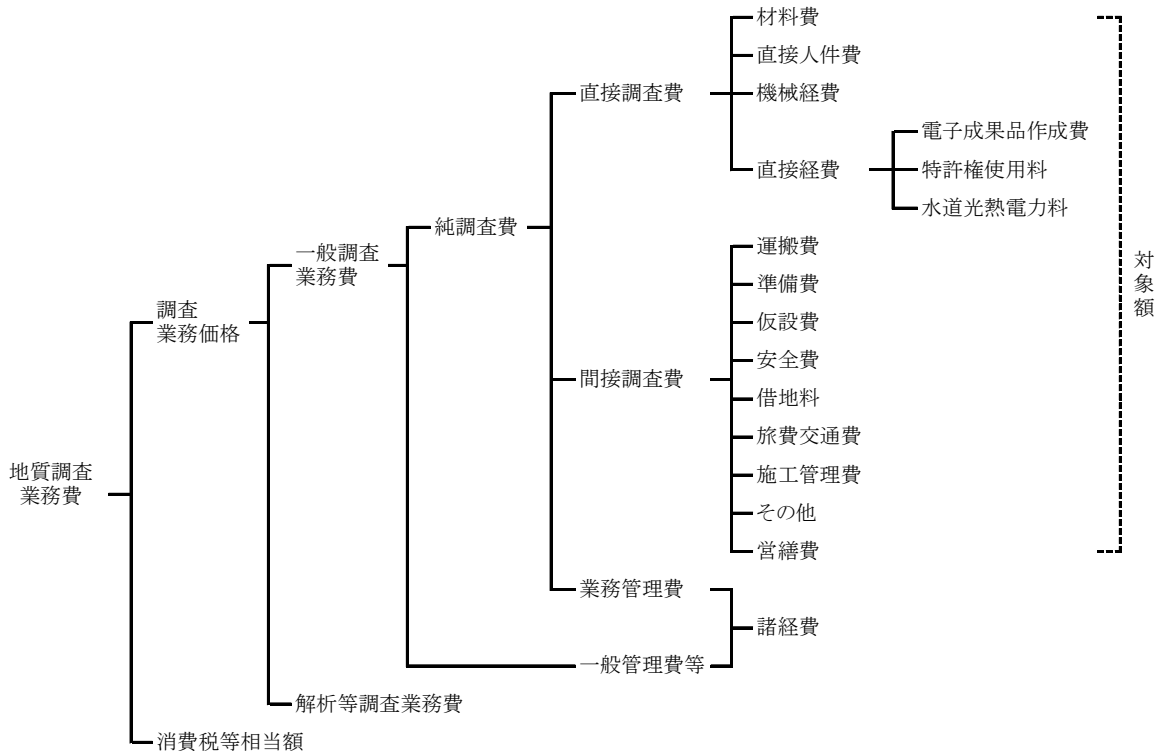 材料費
直接人件費
直接調査費
機械経費
電子成果品作成費
直接経費
特許権使用料
水道光熱電力料
純調査費
運搬費
一般調査
業務費
準備費
調査
業務価格
仮設費
対
象
額
安全費
間接調査費
借地料
旅費交通費
地質調査
業務費
施工管理費
その他
営繕費
業務管理費
諸経費
一般管理費等
解析等調査業務費
消費税等相当額